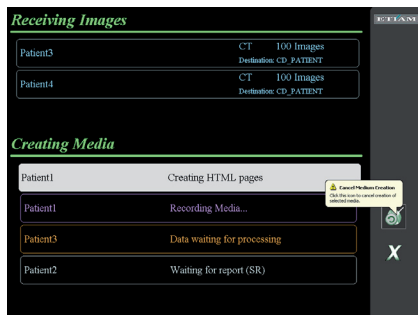 Receiving Images
ETIAM
Patient3 CT 100 Images
Destination: CD_PATIENT
Patient4 CT 100 Images
Destination: CD_PATIENT
Creating Media
Patient1 Creating HTML pages
Cancel Medium Creation
Click this icon to cancel creation of
selected media.
Patient1 Recording Media...
Patient3 Data waiting for processing
X
Patient2 Waiting for report (SR)